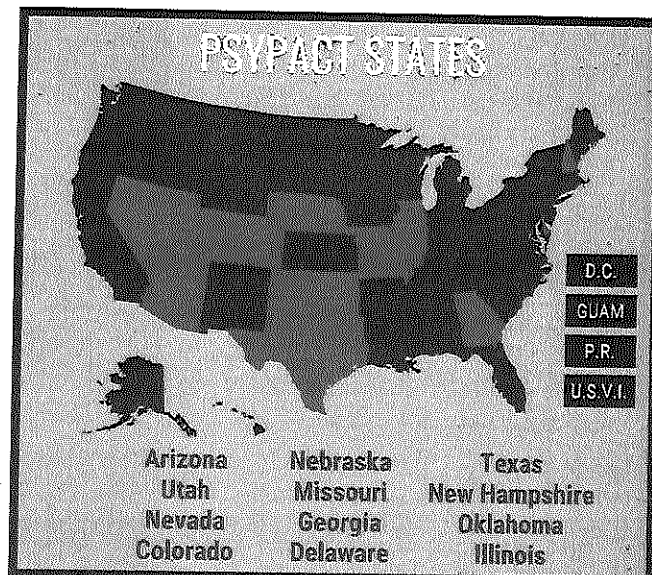 PSYPACT STATES
D.C.
GUAM
P.R.
U.S.V.I.
Arizona
Nebraska
Texas
Utah
Missouri
New Hampshire
Nevada
Georgia
Oklahoma
Colorado
Delaware
Illinois